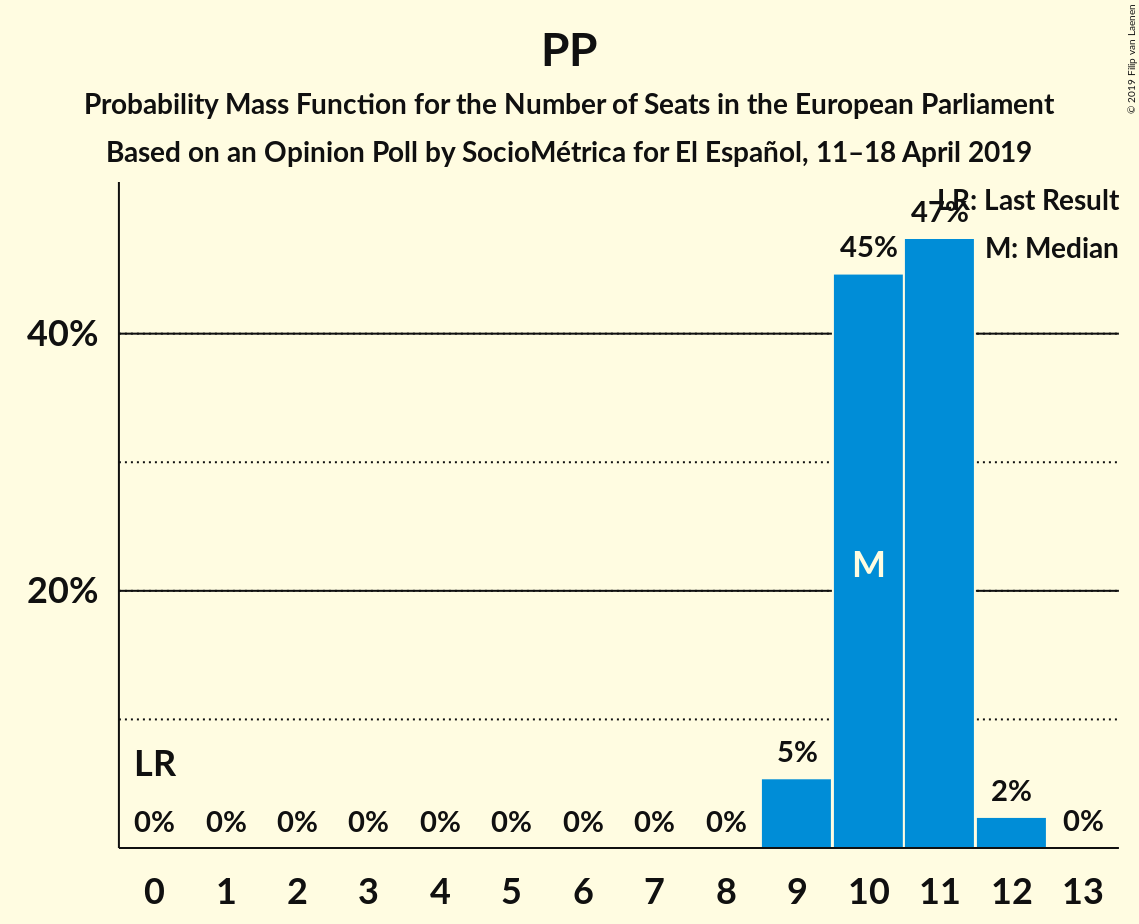 PP
Probability Mass Function for the Number of Seats in the European Parliament
Based on an Opinion Poll by SocioMétrica for El Español, 11–18 April 2019
© 2019 Filip van Laenen
LR: Last Result
M: Median
47%
45%
40%
M
20%
LR
5%
2%
0% 0% 0% 0% 0% 0% 0% 0% 0% 0%
0 1 2 3 4 5 6 7 8 9 10 11 12 13